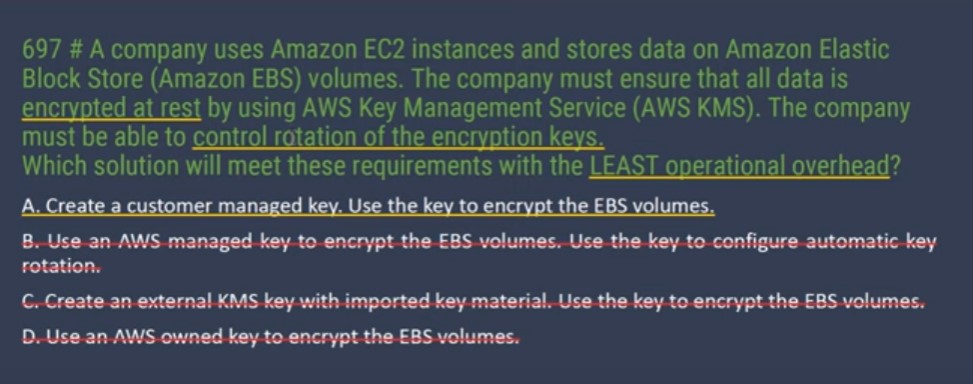 697 # A company uses Amazon EC2 instances and stores data on Amazon Elastic
Block Store (Amazon EBS) volumes. The company must ensure that all data is
encrypted at rest by using AWS Key Management Service (AWS KMS). The company
must be able to control rotation of the encryption keys.
Which solution will meet these requirements with the LEAST operational overhead?
A. Create a customer managed key. Use the key to encrypt the EBS volumes.
B. Use an AWS managed key to encrypt the EBS volumes. Use the key to configure automatic key
rotation.
C. Create an external KMS key with imported key material. Use the key to encrypt the EBS volumes.
D. Use an AWS owned key to encrypt the EBS volumes.